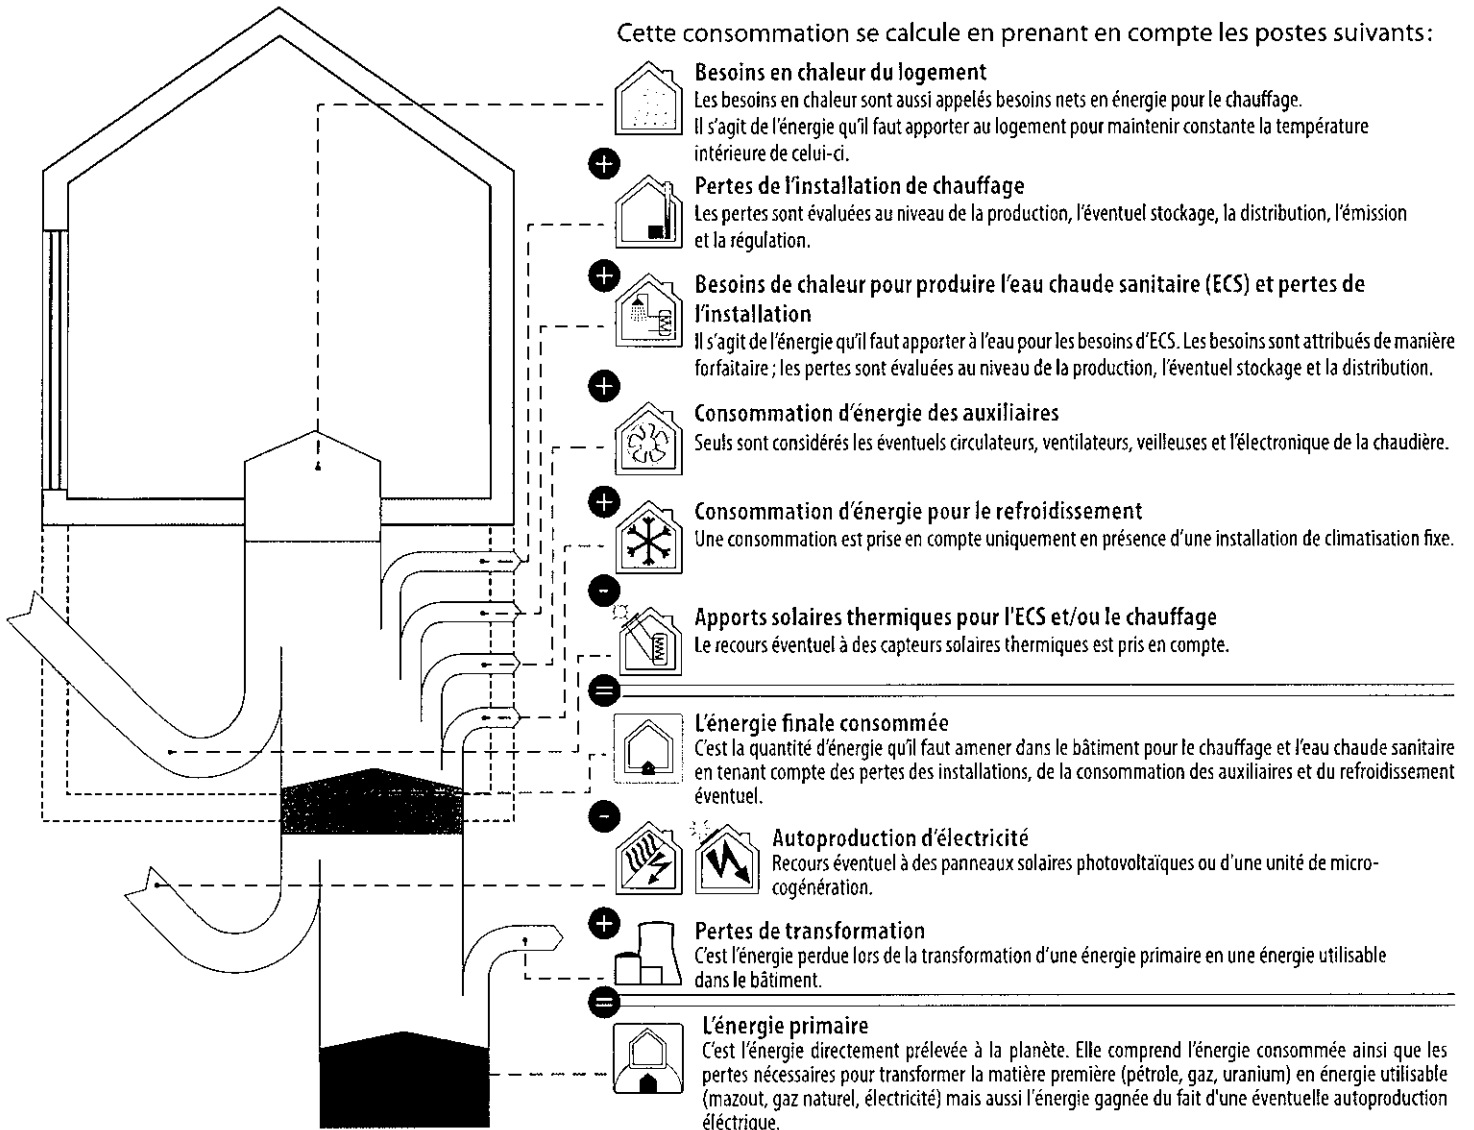 Cette consommation se calcule en prenant en compte les postes suivants:
Besoins en chaleur du logement
Les besoins en chaleur sont aussi appelés besoins nets en énergie pour le chauffage.
Il s'agit de l'énergie qu'il faut apporter au logement pour maintenir constante la température
intérieure de celui-ci.
+
Pertes de l'installation de chauffage
Les pertes sont évaluées au niveau de la production, l'éventuel stockage, la distribution, l'émission
et la régulation.
+
Besoins de chaleur pour produire l'eau chaude sanitaire (ECS) et pertes de
l'installation
Il s'agit de l'énergie qu'il faut apporter à l'eau pour les besoins d'ECS. Les besoins sont attribués de manière
forfaitaire ; les pertes sont évaluées au niveau de la production, l'éventuel stockage et la distribution.
+
Consommation d'énergie des auxiliaires
Seuls sont considérés les éventuels circulateurs, ventilateurs, veilleuses et l'électronique de la chaudière.
+
Consommation d'énergie pour le refroidissement
Une consommation est prise en compte uniquement en présence d'une installation de climatisation fixe.
-
Apports solaires thermiques pour l'ECS et/ou le chauffage
Le recours éventuel à des capteurs solaires thermiques est pris en compte.
=
L'énergie finale consommée
C'est la quantité d'énergie qu'il faut amener dans le bâtiment pour le chauffage et l'eau chaude sanitaire
en tenant compte des pertes des installations, de la consommation des auxiliaires et du refroidissement
éventuel.
-
Autoproduction d'électricité
Recours éventuel à des panneaux solaires photovoltaïques ou d'une unité de micro-
cogénération.
+
Pertes de transformation
C'est l'énergie perdue lors de la transformation d'une énergie primaire en une énergie utilisable
dans le bâtiment.
=
L'énergie primaire
C'est l'énergie directement prélevée à la planète. Elle comprend l'énergie consommée ainsi que les
pertes nécessaires pour transformer la matière première (pétrole, gaz, uranium) en énergie utilisable
(mazout, gaz naturel, électricité) mais aussi l'énergie gagnée du fait d'une éventuelle autoproduction
éléctrique.